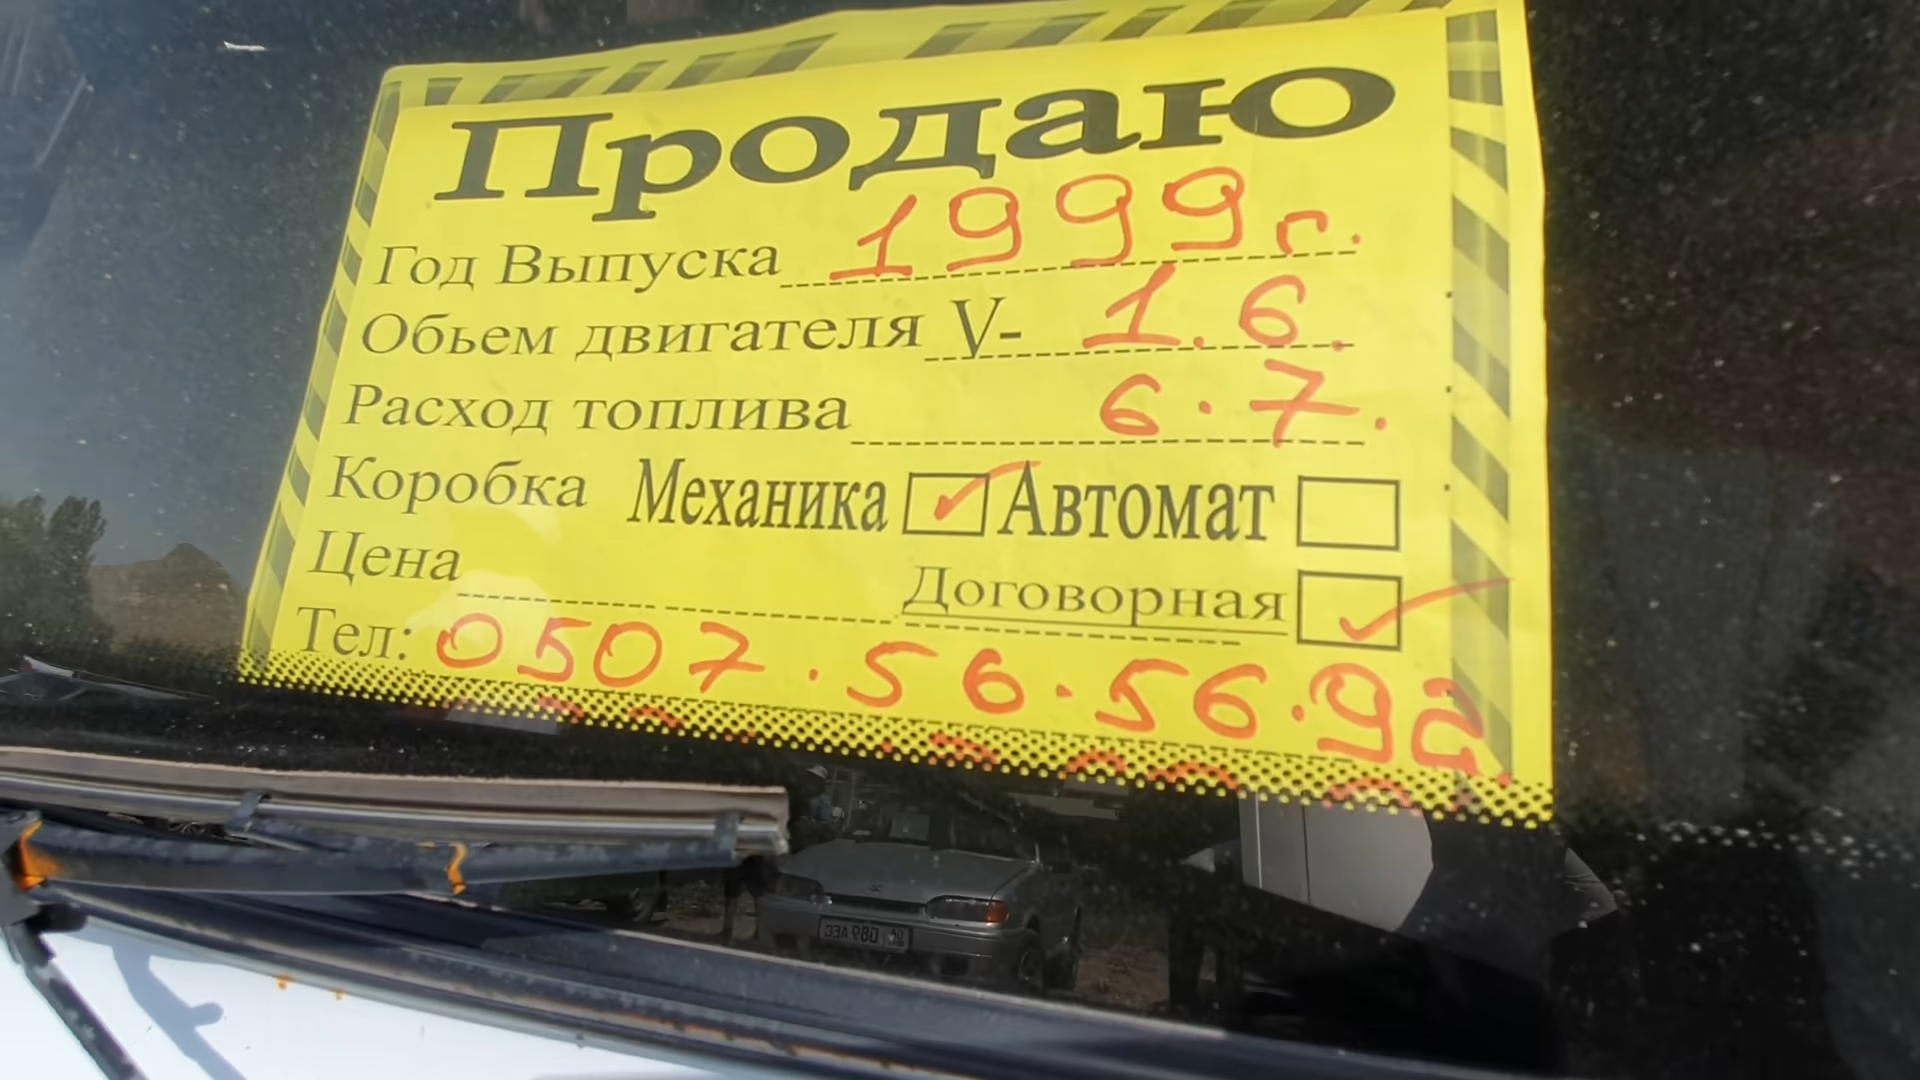 Продаю
Год Выпуска 1999г.
Обьем двигателя V- 1.6.
Расход топлива 6.7.
Коробка Механика ✓ Автомат
Цена Договорная ✓
Тел: 0507.56.56.92.